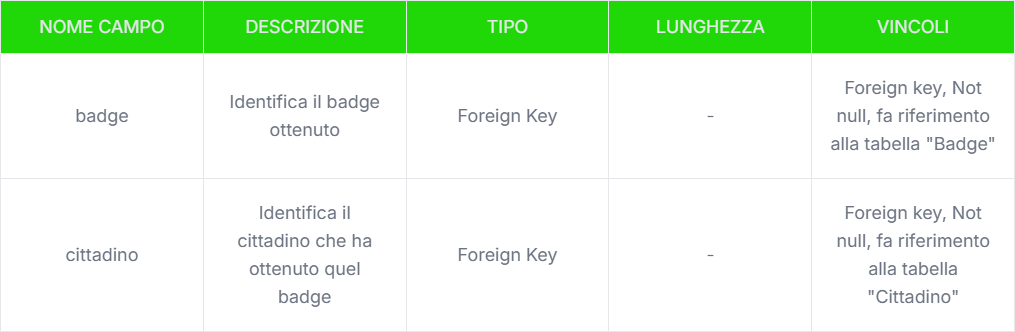 NOME CAMPO DESCRIZIONE TIPO LUNGHEZZA VINCOLI
badge
Identifica il badge
ottenuto
Foreign Key
-
Foreign key, Not
null, fa riferimento
alla tabella "Badge"
cittadino
Identifica il
cittadino che ha
ottenuto quel
badge
Foreign Key
-
Foreign key, Not
null, fa riferimento
alla tabella
"Cittadino"